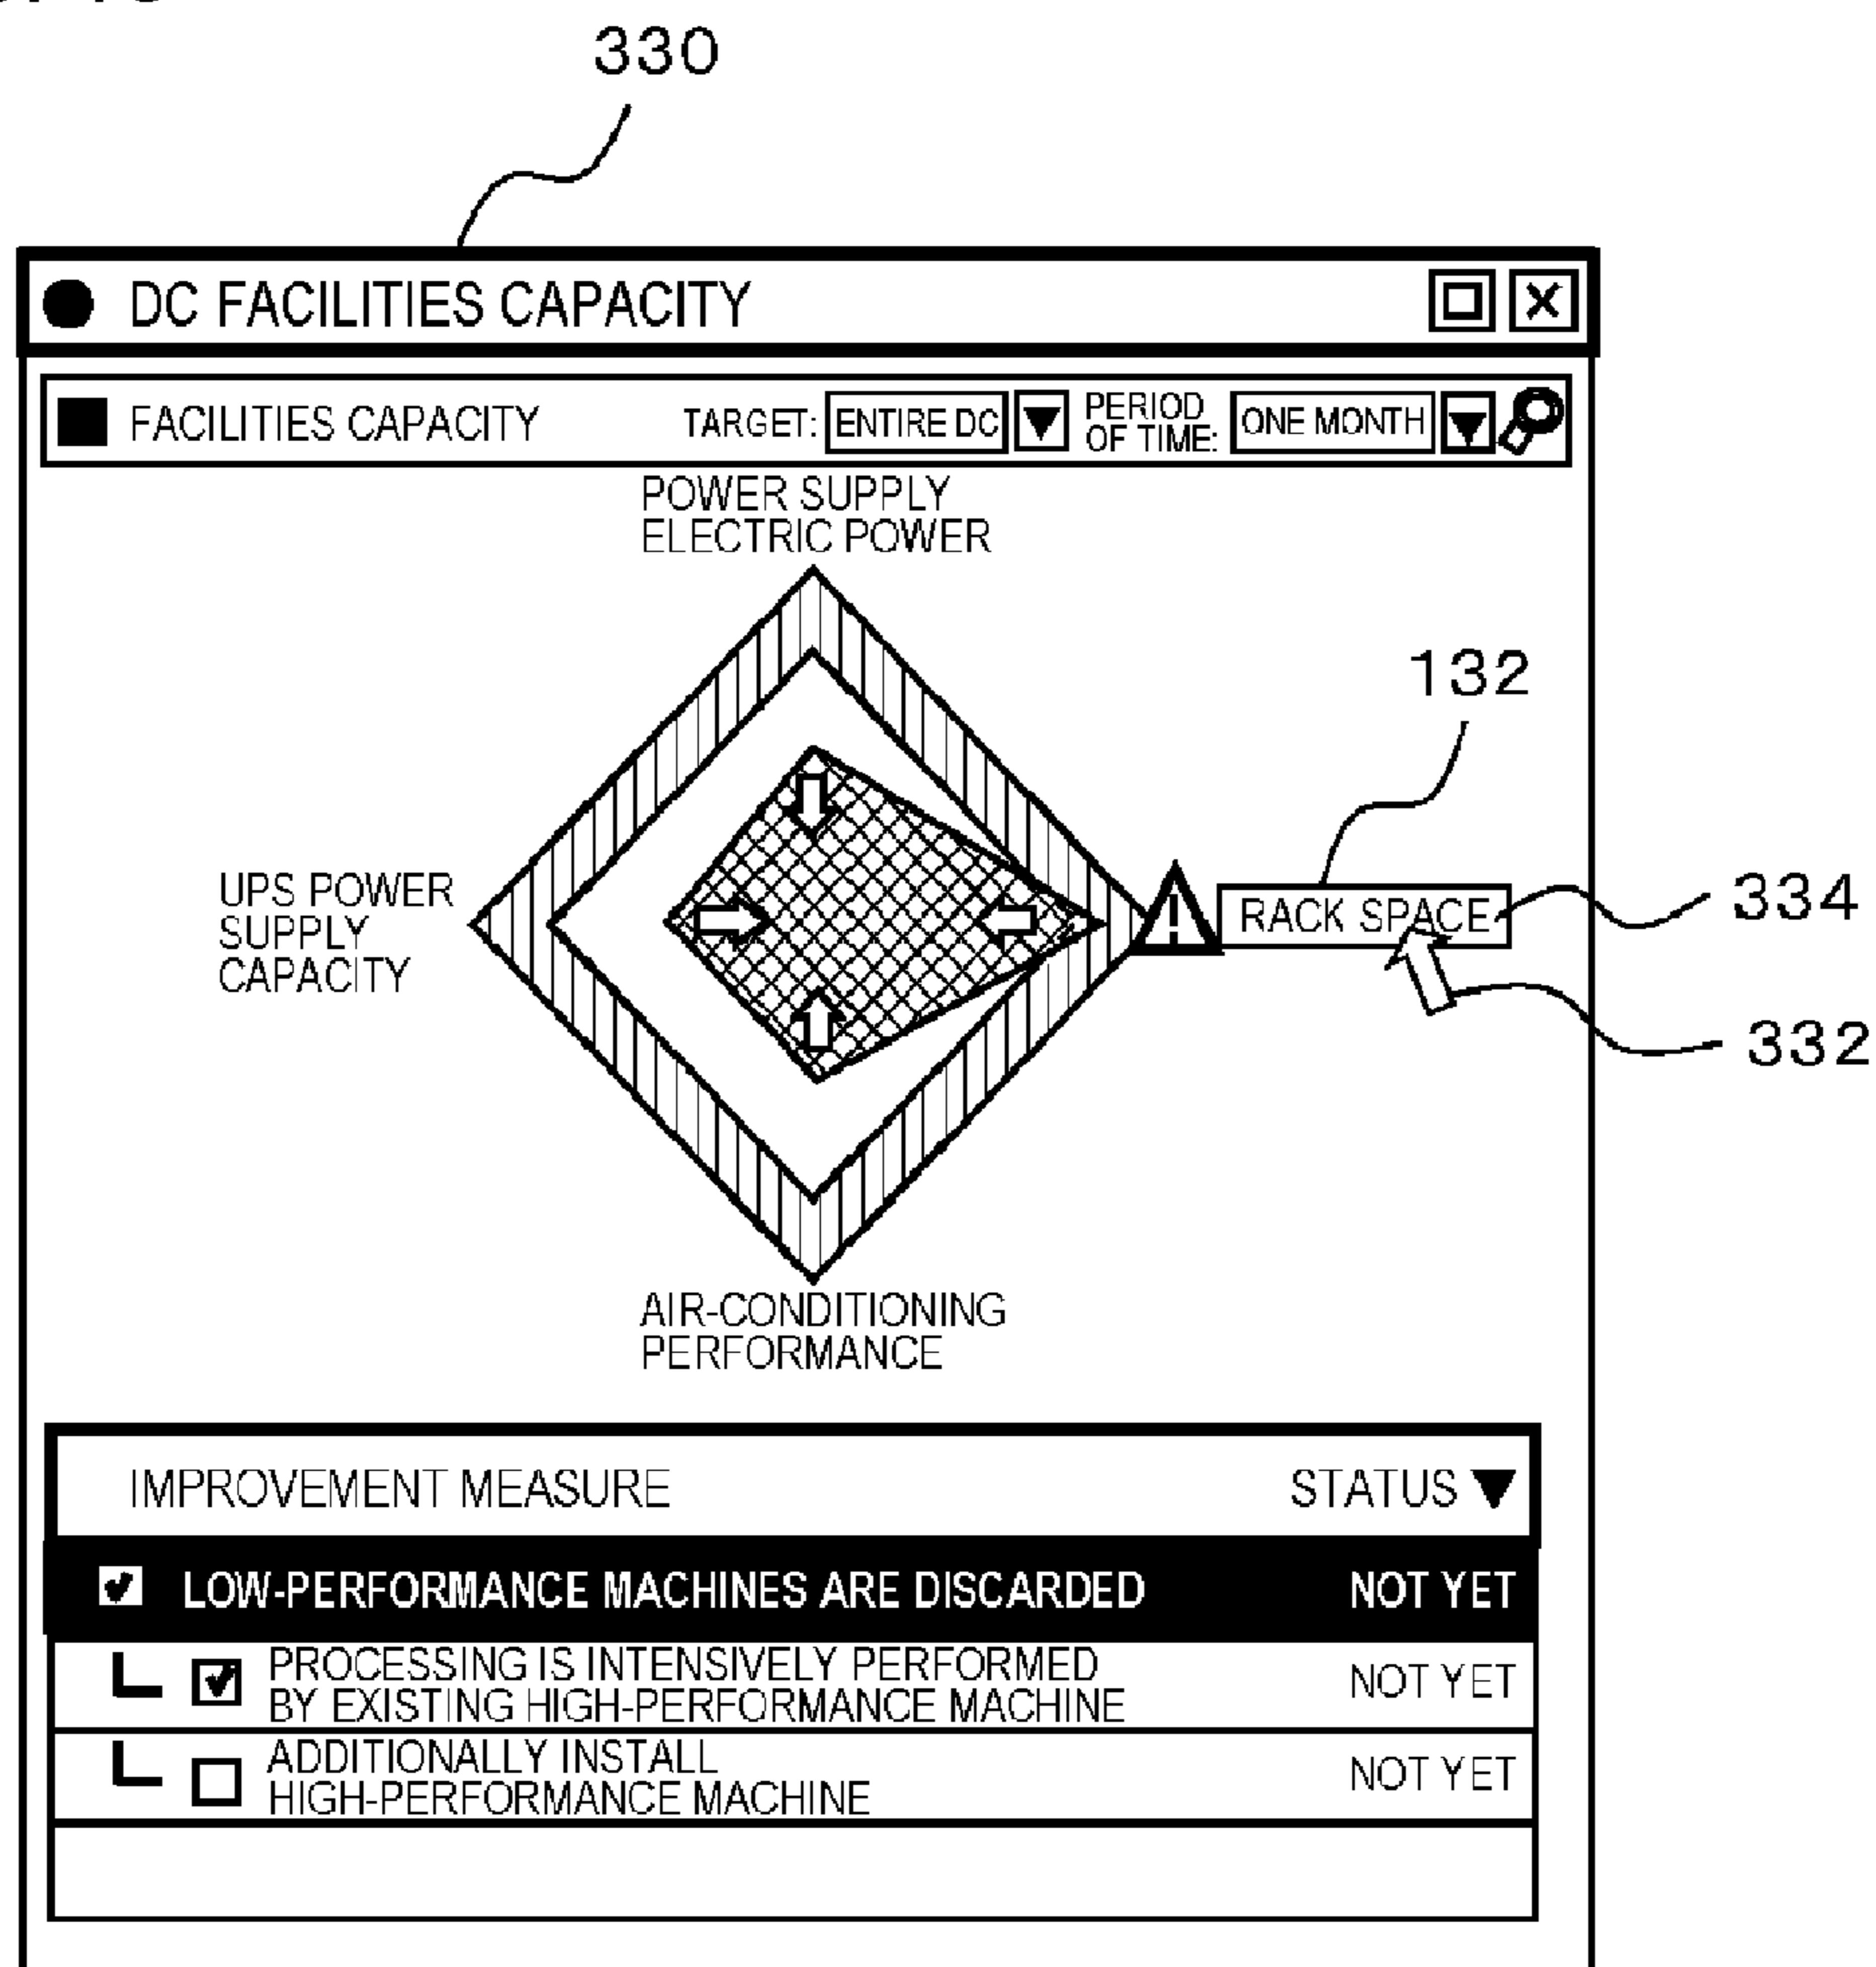 330
DC FACILITIES CAPACITY
FACILITIES CAPACITY TARGET: ENTIRE DC PERIOD OF TIME: ONE MONTH
POWER SUPPLY
ELECTRIC POWER
132
UPS POWER
SUPPLY
CAPACITY
RACK SPACE
334
332
AIR-CONDITIONING
PERFORMANCE
IMPROVEMENT MEASURE STATUS
LOW-PERFORMANCE MACHINES ARE DISCARDED NOT YET
PROCESSING IS INTENSIVELY PERFORMED
BY EXISTING HIGH-PERFORMANCE MACHINE NOT YET
ADDITIONALLY INSTALL
HIGH-PERFORMANCE MACHINE NOT YET